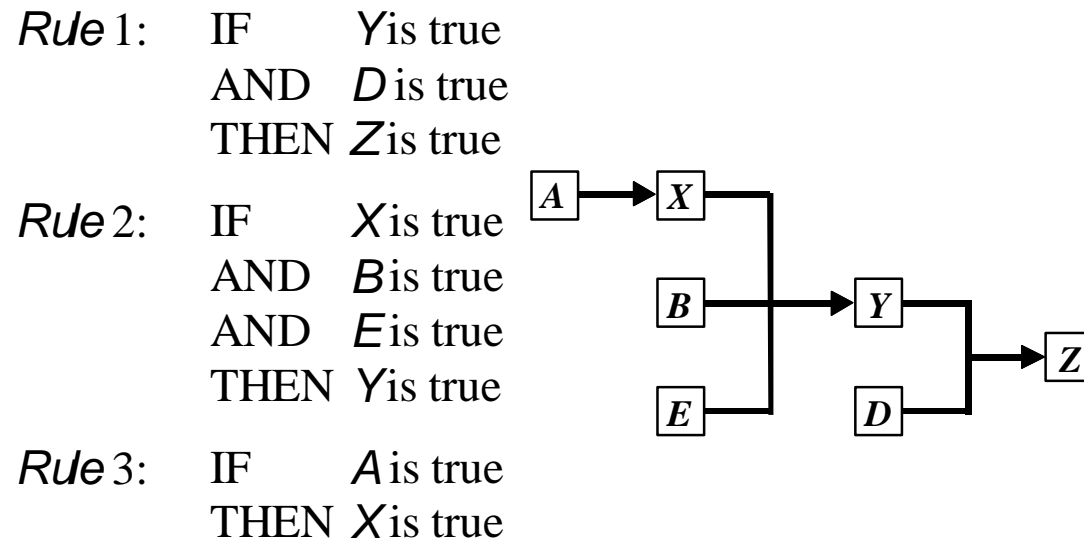 Rule 1: IF Y is true
AND D is true
THEN Z is true
Rule 2: IF X is true
AND B is true
AND E is true
THEN Y is true
Rule 3: IF A is true
THEN X is true
A X
B Y
Z
E D